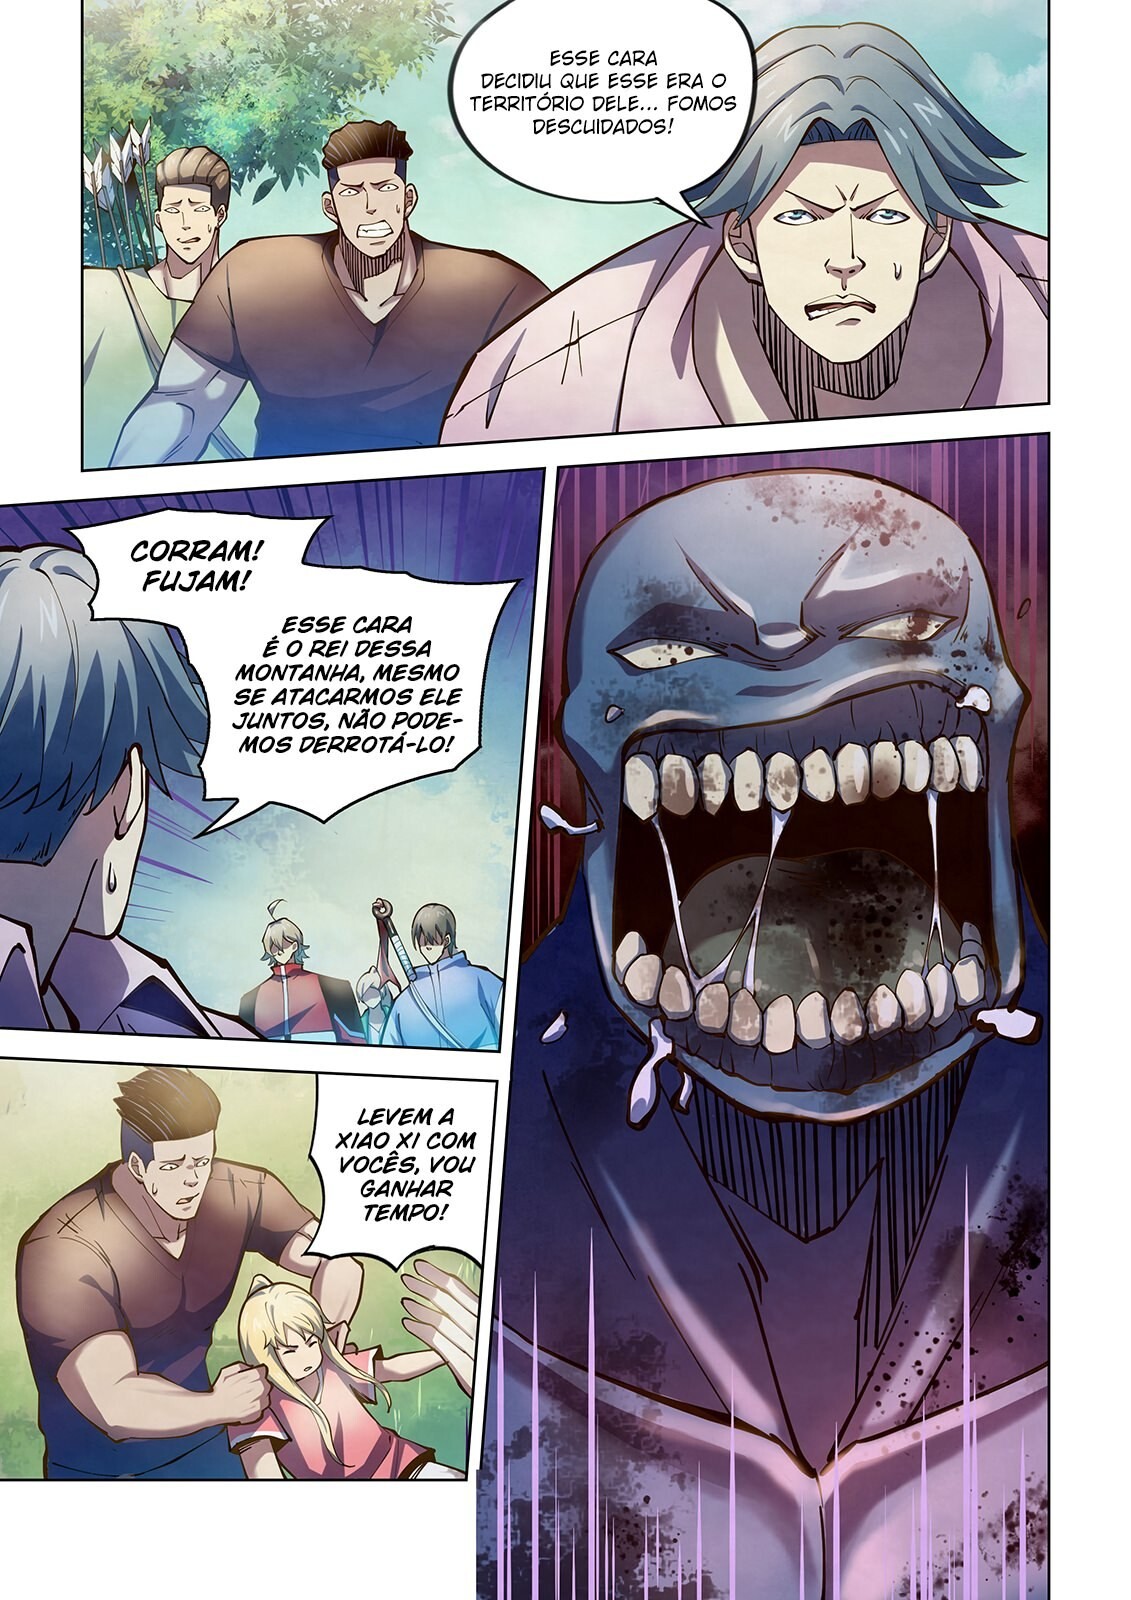 ESSE CARA
DECIDIU QUE ESSE ERA O
TERRITÓRIO DELE... FOMOS
DESCUIDADOS!
CORRAM!
FUJAM!
ESSE CARA
É O REI DESSA
MONTANHA, MESMO
SE ATACARMOS ELE
JUNTOS, NÃO PODE-
MOS DERROTÁ-LO!
LEVEM A
XIAO XI COM
VOCÊS, VOU
GANHAR
TEMPO!